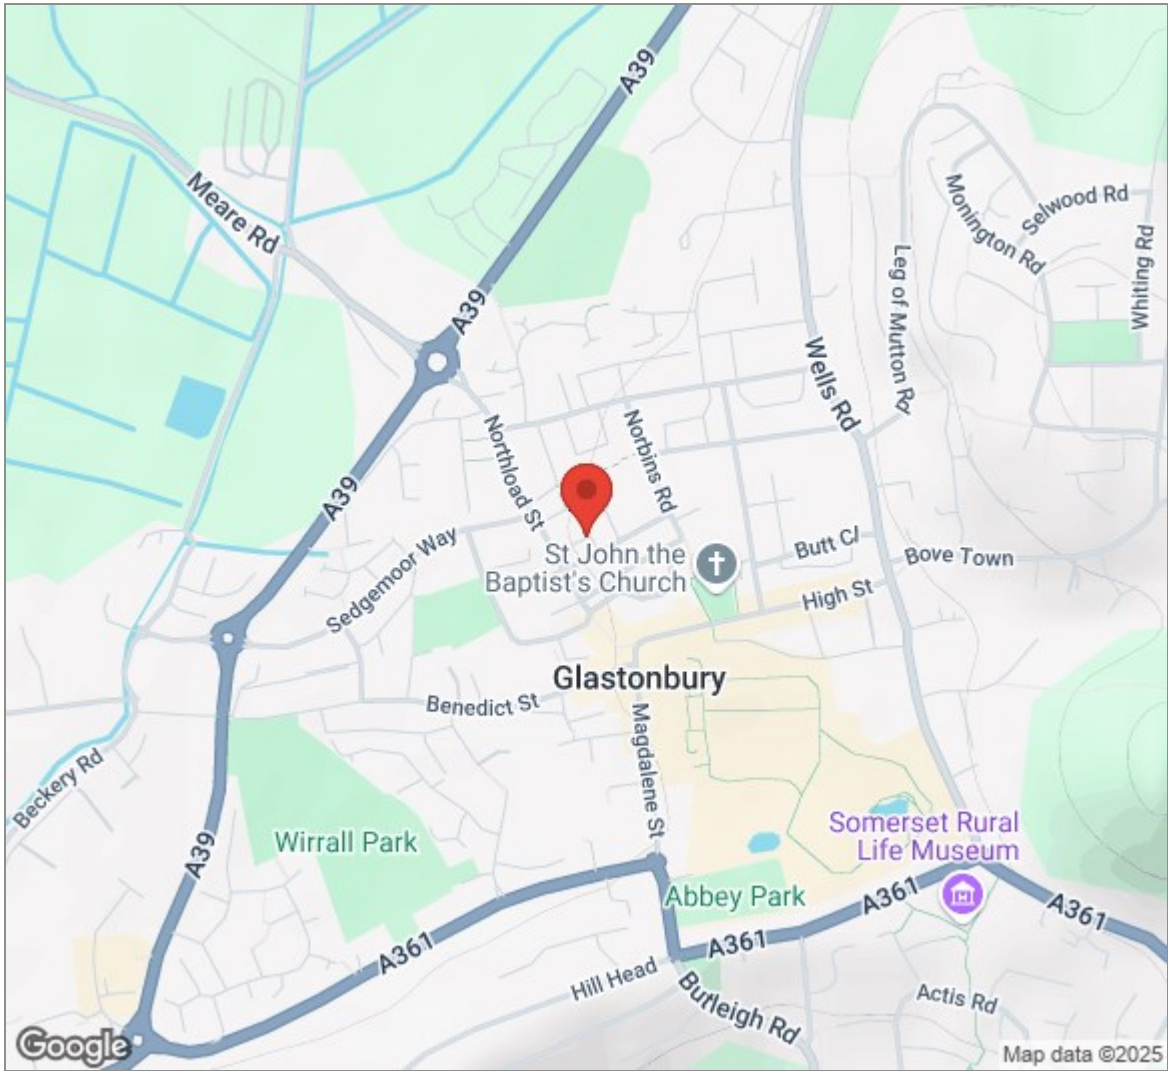 A39
Meare Rd
Selwood Rd
Monington Rd
Whiting Rd
Leg of Mutton Rd
A39
Wells Rd
Northload St
Norbins Rd
A39
Sedgemoor Way
St John the
Baptist's Church
Butt Cl
Bove Town
High St
Glastonbury
Benedict St
Magdalene St
Beckery Rd
Wirrall Park
A39
Somerset Rural
Life Museum
Abbey Park
A361
A361
A361
A361
Hill Head
Burleigh Rd
Actis Rd
Google
Map data ©2025